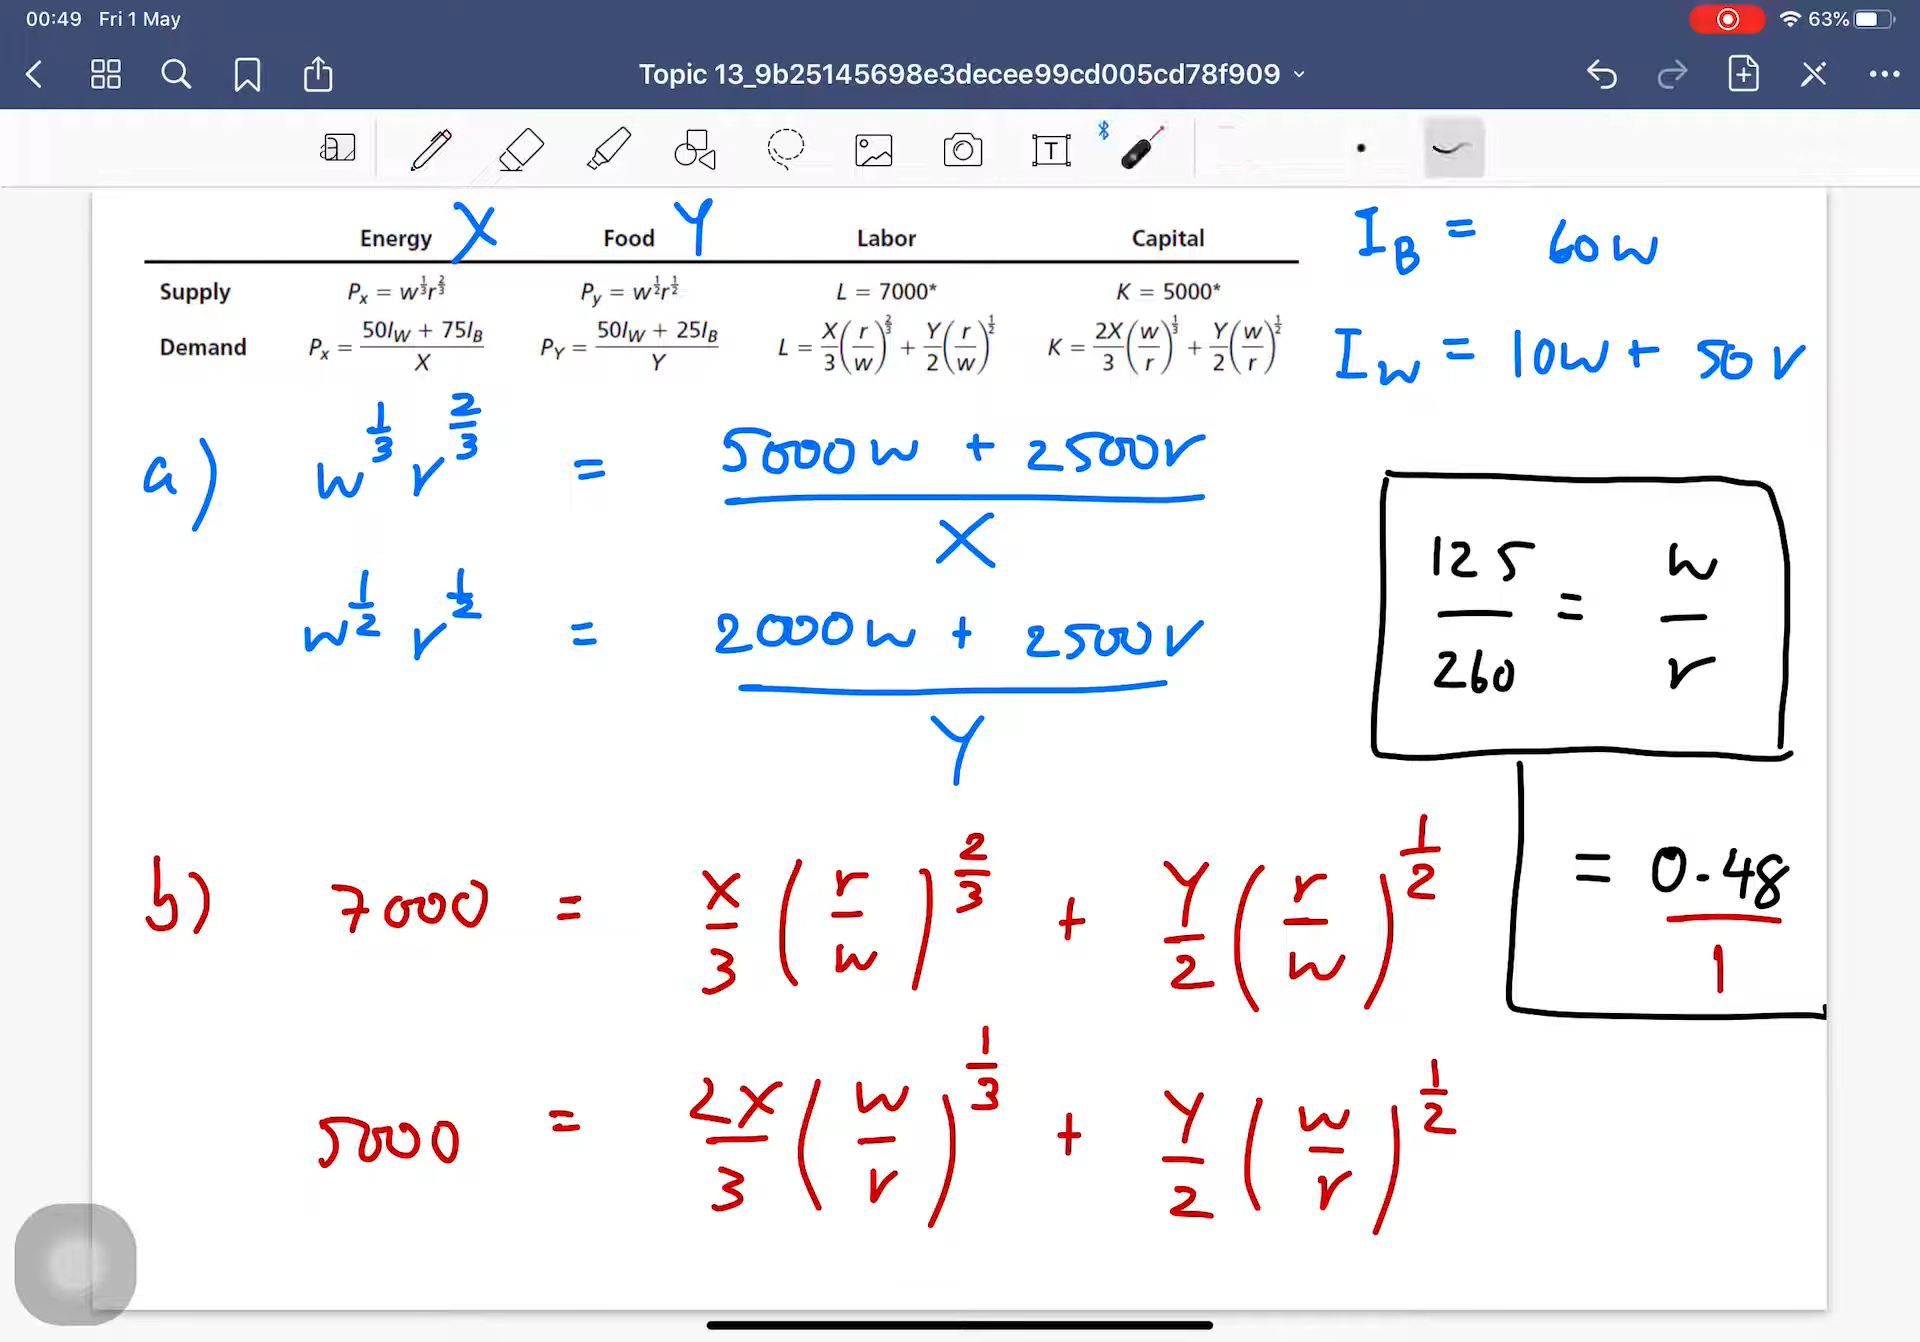 00:49 Fri 1 May 63%
Topic 13_9b25145698e3decee99cd005cd78f909
a T
Energy X Food Y Labor Capital
Supply P_x = w^{1/3}r^{2/3} P_y = w^{1/2}r^{1/2} L = 7000* K = 5000*
Demand P_x = (50I_W + 75I_B)/X P_Y = (50I_W + 25I_B)/Y L = X/3 (r/w)^{2/3} + Y/2 (r/w)^{1/2} K = 2X/3 (w/r)^{1/3} + Y/2 (w/r)^{1/2}
I_B = 60w
I_W = 10w + 50r
a) w^{1/3} r^{2/3} = (5000w + 2500r)/X
w^{1/2} r^{1/2} = (2000w + 2500r)/Y
125/260 = w/r
= 0.48/1
b) 7000 = X/3 (r/w)^{2/3} + Y/2 (r/w)^{1/2}
5000 = 2X/3 (w/r)^{1/3} + Y/2 (w/r)^{1/2}